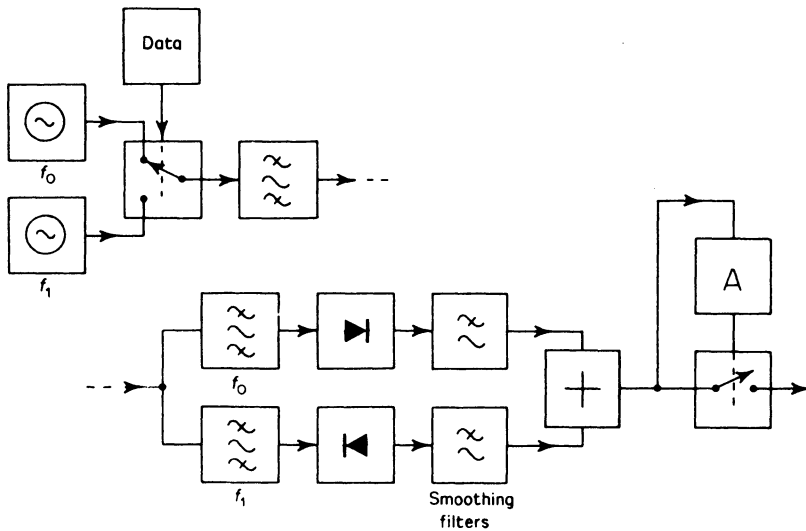 Data
f₀
f₁
A
f₀
+
f₁
Smoothing
filters